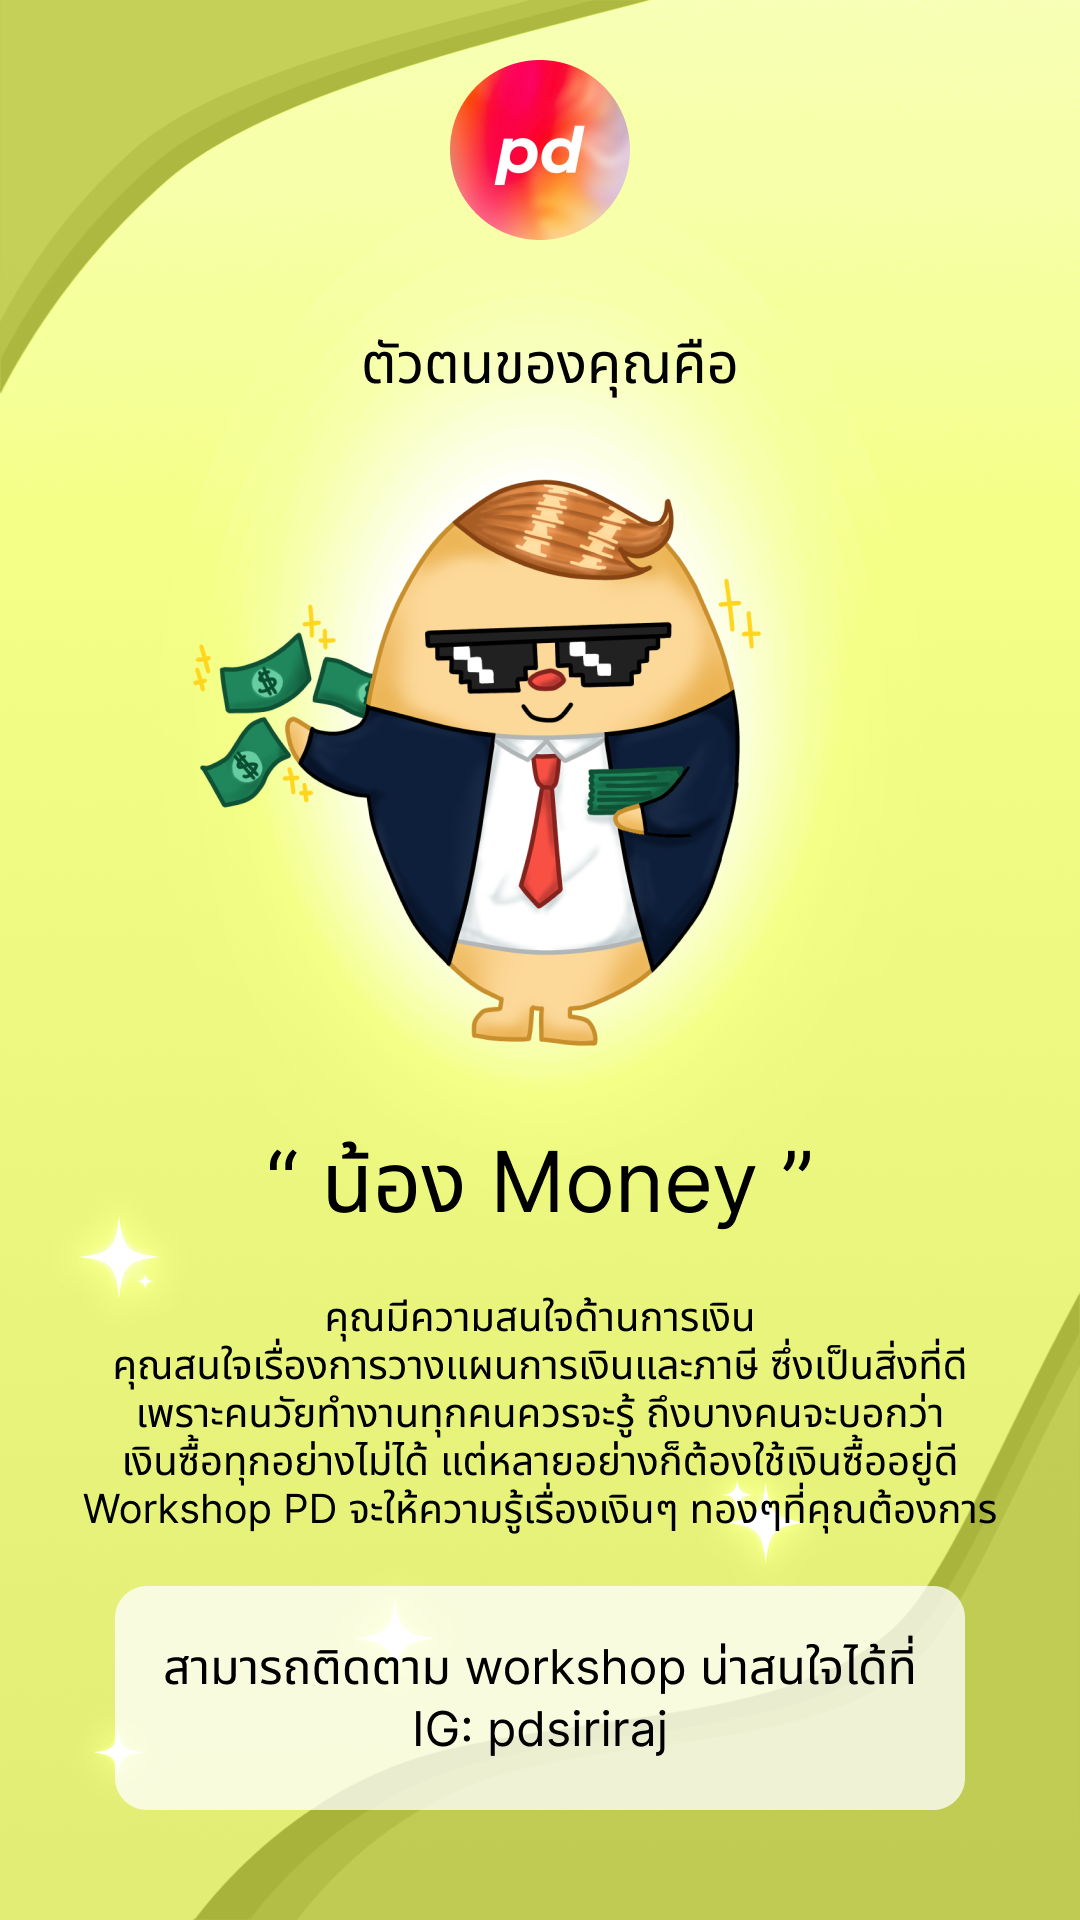 pd
ตัวตนของคุณคือ
“ น้อง Money ”
คุณมีความสนใจด้านการเงิน
คุณสนใจเรื่องการวางแผนการเงินและภาษี ซึ่งเป็นสิ่งที่ดี
เพราะคนวัยทำงานทุกคนควรจะรู้ ถึงบางคนจะบอกว่า
เงินซื้อทุกอย่างไม่ได้ แต่หลายอย่างก็ต้องใช้เงินซื้ออยู่ดี
Workshop PD จะให้ความรู้เรื่องเงินๆ ทองๆที่คุณต้องการ
สามารถติดตาม workshop น่าสนใจได้ที่
IG: pdsiriraj